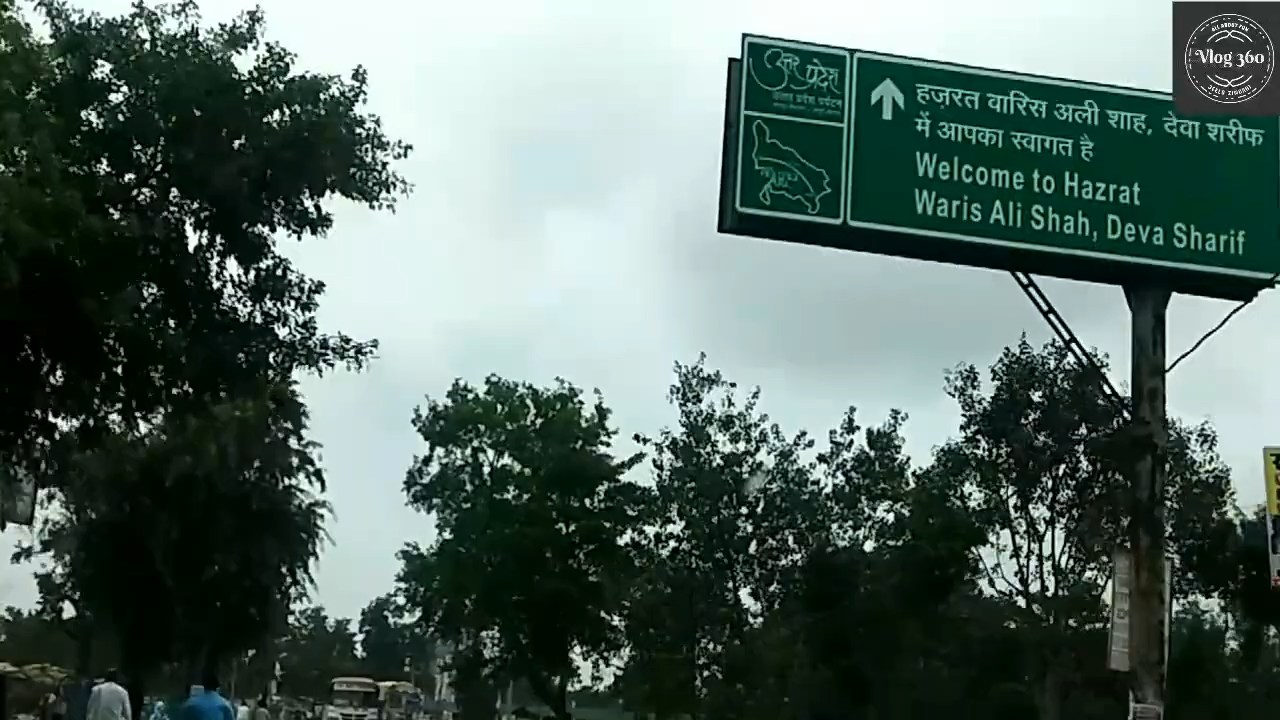 उत्तर प्रदेश
हज़रत वारिस अली शाह, देवा शरीफ
में आपका स्वागत है
Welcome to Hazrat
Waris Ali Shah, Deva Sharif
Vlog 360